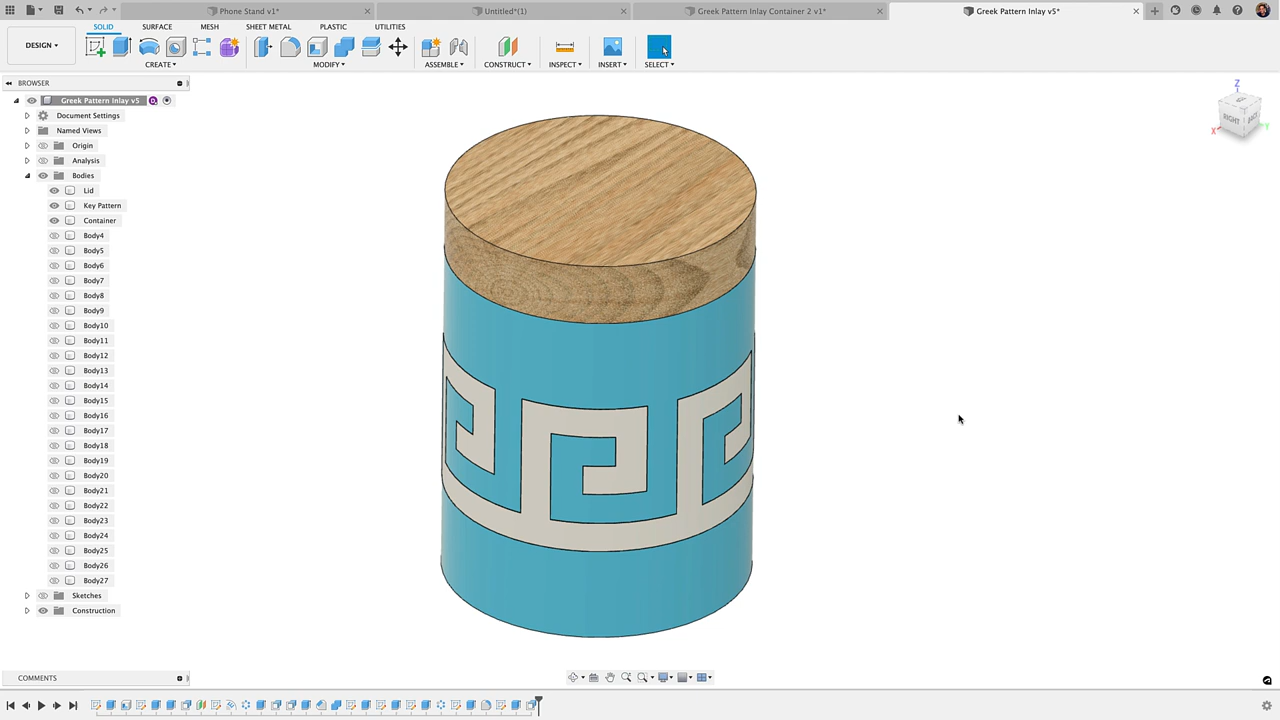 Phone Stand v1*
Untitled*(1)
Greek Pattern Inlay Container 2 v1*
Greek Pattern Inlay v5*
SOLID
SURFACE
MESH
SHEET METAL
PLASTIC
UTILITIES
DESIGN
CREATE
MODIFY
ASSEMBLE
CONSTRUCT
INSPECT
INSERT
SELECT
BROWSER
Greek Pattern Inlay v5
Document Settings
Named Views
Origin
Analysis
Bodies
Lid
Key Pattern
Container
Body4
Body5
Body6
Body7
Body8
Body9
Body10
Body11
Body12
Body13
Body14
Body15
Body16
Body17
Body18
Body19
Body20
Body21
Body22
Body23
Body24
Body25
Body26
Body27
Sketches
Construction
Z
RIGHT
X
Y
COMMENTS